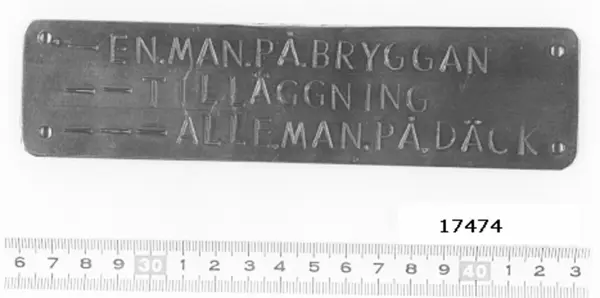 .— EN.MAN.PÅ.BRYGGAN
— — TILLÄGGNING
—.—.— ALLE.MAN.PÅ.DÄCK
17474
6 7 8 9 30 1 2 3 4 5 6 7 8 9 40 1 2 3